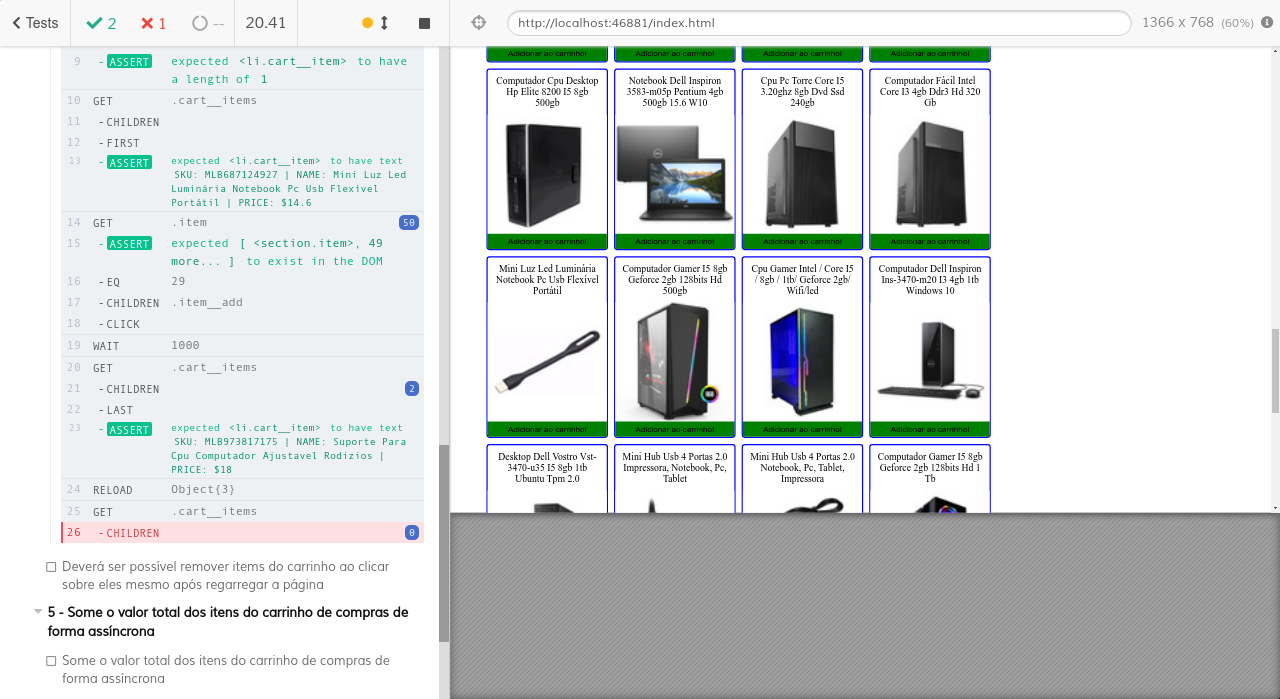 Tests
2
1
--
20.41
http://localhost:46881/index.html
1366 x 768 (60%)
9 -ASSERT expected <li.cart__item> to have
a length of 1
10 GET .cart__items
11 -CHILDREN
12 -FIRST
13 -ASSERT expected <li.cart__item> to have text
SKU: MLB687124927 | NAME: Mini Luz Led
Luminária Notebook Pc Usb Flexível
Portátil | PRICE: $14.6
14 GET .item 50
15 -ASSERT expected [ <section.item>, 49
more... ] to exist in the DOM
16 -EQ 29
17 -CHILDREN .item__add
18 -CLICK
19 WAIT 1000
20 GET .cart__items
21 -CHILDREN 2
22 -LAST
23 -ASSERT expected <li.cart__item> to have text
SKU: MLB973817175 | NAME: Suporte Para
Cpu Computador Ajustavel Rodizios |
PRICE: $18
24 RELOAD Object{3}
25 GET .cart__items
26 -CHILDREN 0
Deverá ser possível remover items do carrinho ao clicar
sobre eles mesmo após regarregar a página
5 - Some o valor total dos itens do carrinho de compras de
forma assíncrona
Some o valor total dos itens do carrinho de compras de
forma assíncrona
Adicionar ao carrinho!
Adicionar ao carrinho!
Adicionar ao carrinho!
Adicionar ao carrinho!
Computador Cpu Desktop
Hp Elite 8200 I5 8gb
500gb
Adicionar ao carrinho!
Notebook Dell Inspiron
3583-m05p Pentium 4gb
500gb 15.6 W10
Adicionar ao carrinho!
Cpu Pc Torre Core I5
3.20ghz 8gb Dvd Ssd
240gb
Adicionar ao carrinho!
Computador Fácil Intel
Core I3 4gb Ddr3 Hd 320
Gb
Adicionar ao carrinho!
Mini Luz Led Luminária
Notebook Pc Usb Flexível
Portátil
Adicionar ao carrinho!
Computador Gamer I5 8gb
Geforce 2gb 128bits Hd
500gb
RGB
Adicionar ao carrinho!
Cpu Gamer Intel / Core I5
/ 8gb / 1tb/ Geforce 2gb/
Wifi/led
Adicionar ao carrinho!
Computador Dell Inspiron
Ins-3470-m20 I3 4gb 1tb
Windows 10
Adicionar ao carrinho!
Desktop Dell Vostro Vst-
3470-u35 I5 8gb 1tb
Ubuntu Tpm 2.0
Mini Hub Usb 4 Portas 2.0
Impressora, Notebook, Pc,
Tablet
Mini Hub Usb 4 Portas 2.0
Notebook, Pc, Tablet,
Impressora
Computador Gamer I5 8gb
Geforce 2gb 128bits Hd 1
Tb